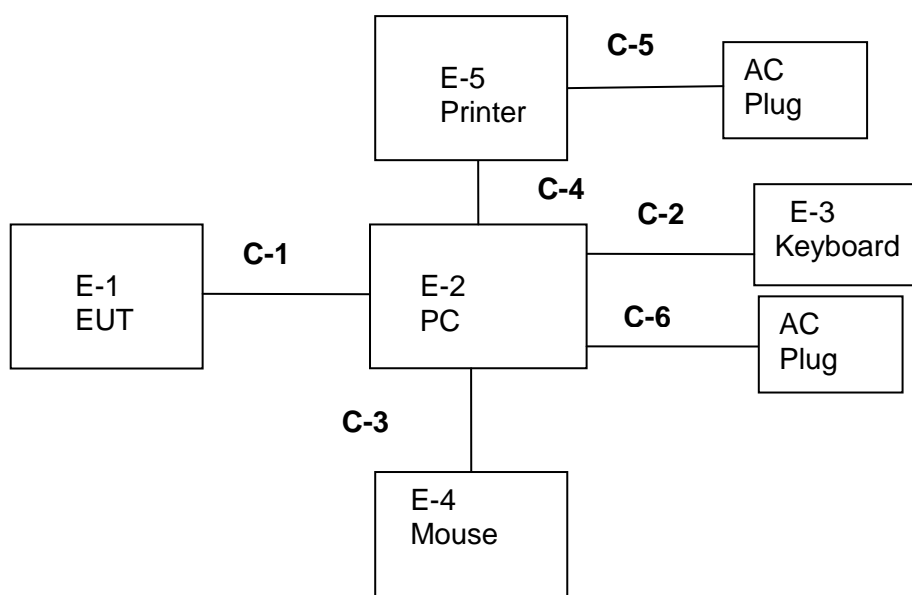 C-5
E-5
Printer
AC
Plug
C-4
C-2
E-3
Keyboard
C-1
E-1
EUT
E-2
PC
C-6
AC
Plug
C-3
E-4
Mouse